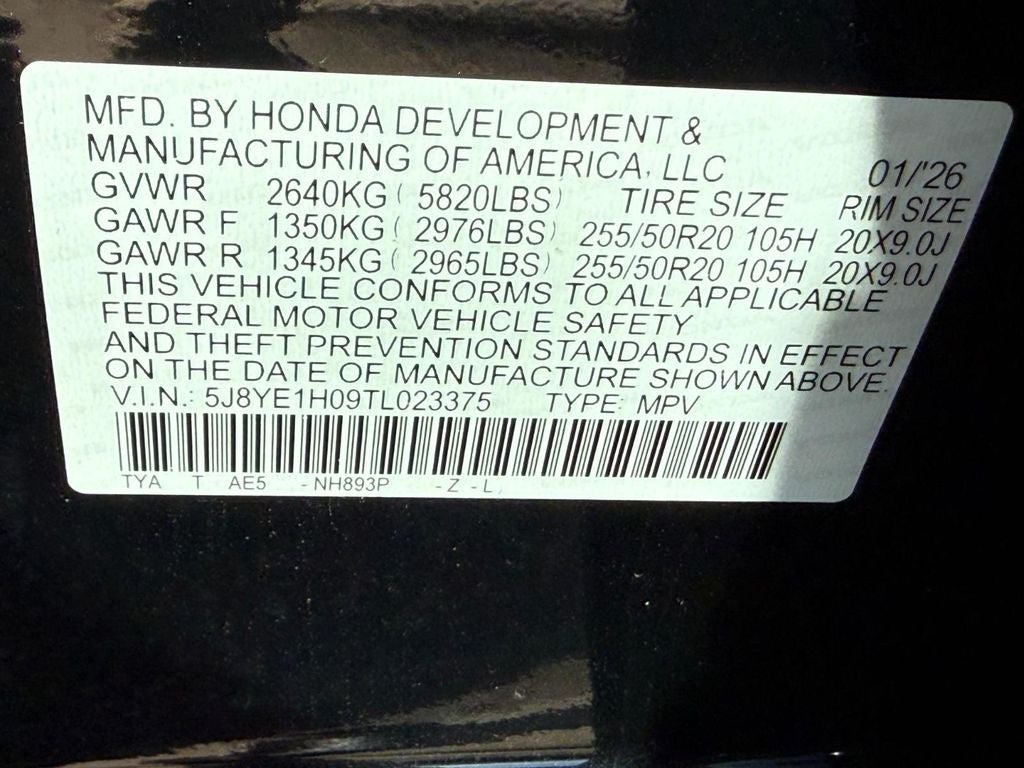 MFD. BY HONDA DEVELOPMENT &
MANUFACTURING OF AMERICA, LLC 01/'26
GVWR 2640KG ( 5820LBS) TIRE SIZE RIM SIZE
GAWR F 1350KG ( 2976LBS) 255/50R20 105H 20X9.0J
GAWR R 1345KG ( 2965LBS) 255/50R20 105H 20X9.0J
THIS VEHICLE CONFORMS TO ALL APPLICABLE
FEDERAL MOTOR VEHICLE SAFETY
AND THEFT PREVENTION STANDARDS IN EFFECT
ON THE DATE OF MANUFACTURE SHOWN ABOVE.
V.I.N.: 5J8YE1H09TL023375 TYPE: MPV
TYA T AE5 -NH893P -Z -L